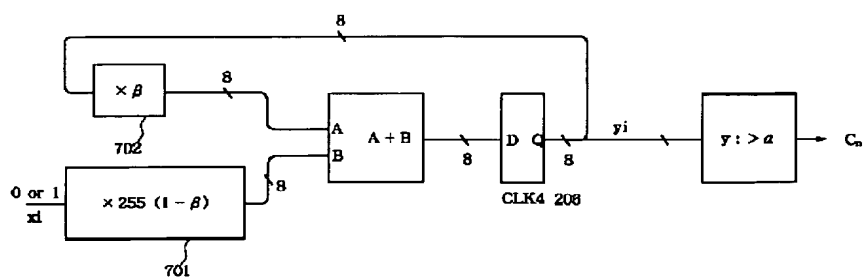 8
× β
8
702
A
A + B
B
8
D Q
8
yi
y : > a
Cn
0 or 1
xi
× 255 (1 − β)
8
CLK4 208
701